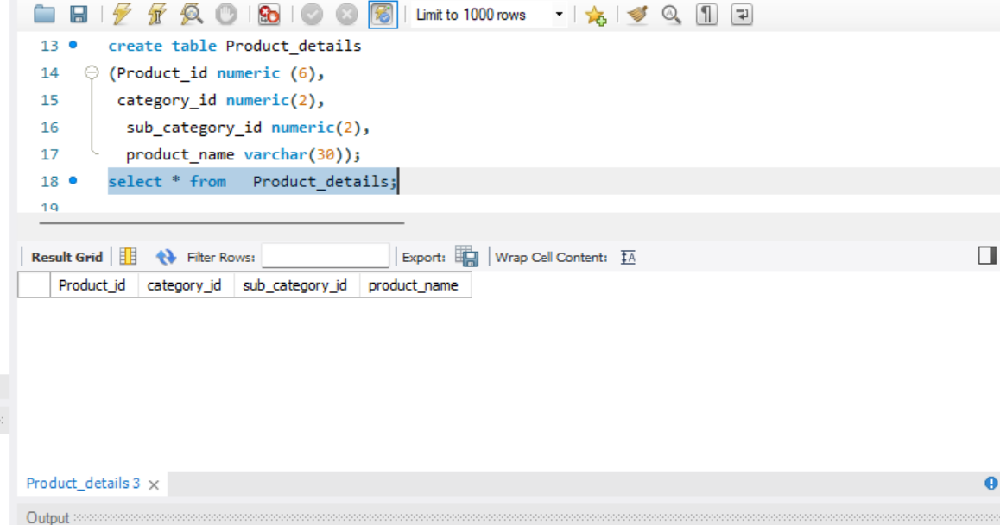 Limit to 1000 rows
13 create table Product_details
14 (Product_id numeric (6),
15 category_id numeric(2),
16 sub_category_id numeric(2),
17 product_name varchar(30));
18 select * from Product_details;
19
Result Grid Filter Rows: Export: Wrap Cell Content:
Product_id category_id sub_category_id product_name
Product_details 3
Output